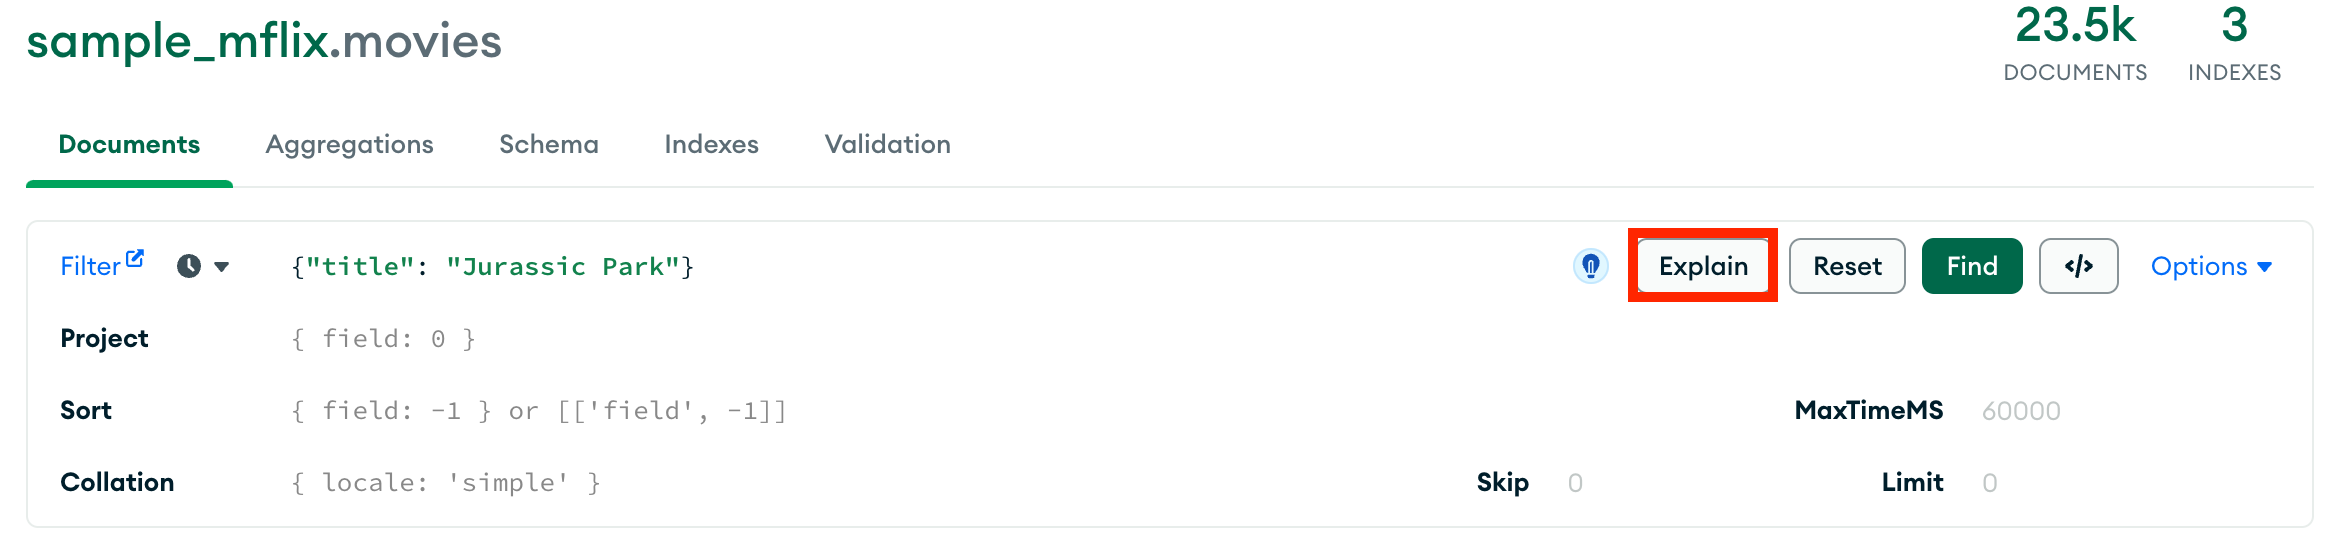 sample_mflix.movies
23.5k
DOCUMENTS
3
INDEXES
Documents Aggregations Schema Indexes Validation
Filter {"title": "Jurassic Park"} Explain Reset Find </> Options
Project { field: 0 }
Sort { field: -1 } or [['field', -1]] MaxTimeMS 60000
Collation { locale: 'simple' } Skip 0 Limit 0